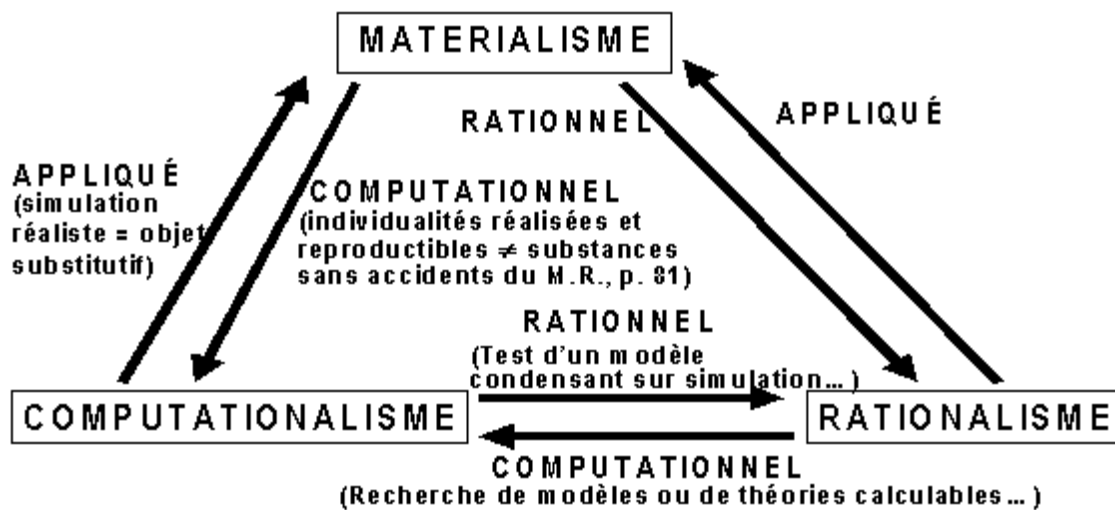 MATERIALISME
RATIONNEL
APPLIQUÉ
APPLIQUÉ
(simulation
réaliste = objet
substitutif)
COMPUTATIONNEL
(individualités réalisées et
reproductibles ≠ substances
sans accidents du M.R., p. 81)
RATIONNEL
(Test d'un modèle
condensant sur simulation...)
COMPUTATIONALISME
RATIONALISME
COMPUTATIONNEL
(Recherche de modèles ou de théories calculables...)